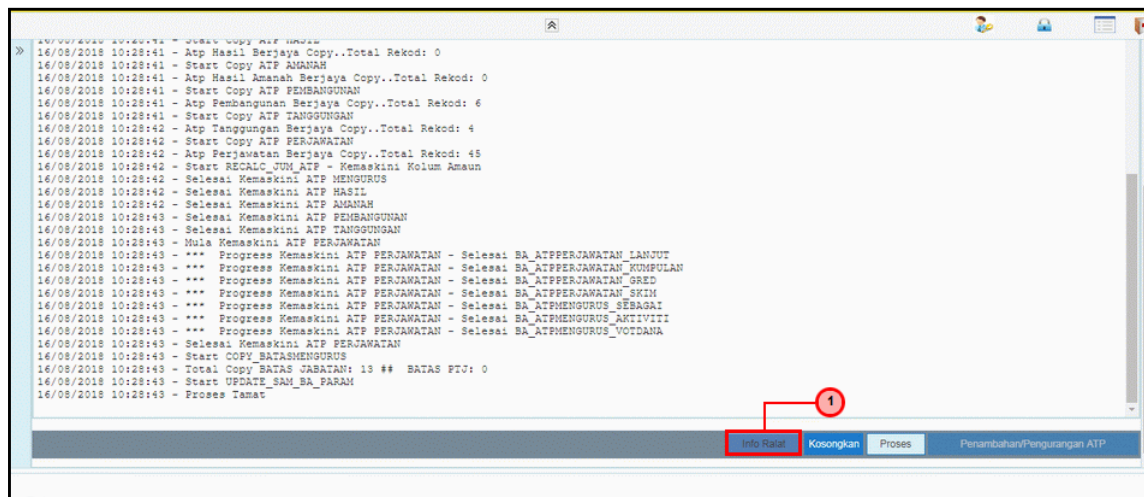 16/08/2018 10:28:41 - Start Copy ATP HASIL
16/08/2018 10:28:41 - Atp Hasil Berjaya Copy..Total Rekod: 0
16/08/2018 10:28:41 - Start Copy ATP AMANAH
16/08/2018 10:28:41 - Atp Hasil Amanah Berjaya Copy..Total Rekod: 0
16/08/2018 10:28:41 - Start Copy ATP PEMBANGUNAN
16/08/2018 10:28:41 - Atp Pembangunan Berjaya Copy..Total Rekod: 6
16/08/2018 10:28:41 - Start Copy ATP TANGGUNGAN
16/08/2018 10:28:42 - Atp Tanggungan Berjaya Copy..Total Rekod: 4
16/08/2018 10:28:42 - Start Copy ATP PERJAWATAN
16/08/2018 10:28:42 - Atp Perjawatan Berjaya Copy..Total Rekod: 45
16/08/2018 10:28:42 - Start RECALC_JUM_ATP - Kemaskini Kolum Amaun
16/08/2018 10:28:42 - Selesai Kemaskini ATP MENGURUS
16/08/2018 10:28:42 - Selesai Kemaskini ATP HASIL
16/08/2018 10:28:42 - Selesai Kemaskini ATP AMANAH
16/08/2018 10:28:43 - Selesai Kemaskini ATP PEMBANGUNAN
16/08/2018 10:28:43 - Selesai Kemaskini ATP TANGGUNGAN
16/08/2018 10:28:43 - Mula Kemaskini ATP PERJAWATAN
16/08/2018 10:28:43 - *** Progress Kemaskini ATP PERJAWATAN - Selesai BA_ATPPERJAWATAN_LANJUT
16/08/2018 10:28:43 - *** Progress Kemaskini ATP PERJAWATAN - Selesai BA_ATPPERJAWATAN_KUMPULAN
16/08/2018 10:28:43 - *** Progress Kemaskini ATP PERJAWATAN - Selesai BA_ATPPERJAWATAN_GRED
16/08/2018 10:28:43 - *** Progress Kemaskini ATP PERJAWATAN - Selesai BA_ATPPERJAWATAN_SKIM
16/08/2018 10:28:43 - *** Progress Kemaskini ATP PERJAWATAN - Selesai BA_ATPMENGURUS_SEBAGAI
16/08/2018 10:28:43 - *** Progress Kemaskini ATP PERJAWATAN - Selesai BA_ATPMENGURUS_AKTIVITI
16/08/2018 10:28:43 - *** Progress Kemaskini ATP PERJAWATAN - Selesai BA_ATPMENGURUS_VOTDANA
16/08/2018 10:28:43 - Selesai Kemaskini ATP PERJAWATAN
16/08/2018 10:28:43 - Start COPY_BATASMENGURUS
16/08/2018 10:28:43 - Total Copy BATAS JABATAN: 13 ## BATAS PTJ: 0
16/08/2018 10:28:43 - Start UPDATE_SAM_BA_PARAM
16/08/2018 10:28:43 - Proses Tamat
1
Info Ralat Kosongkan Proses Penambahan/Pengurangan ATP